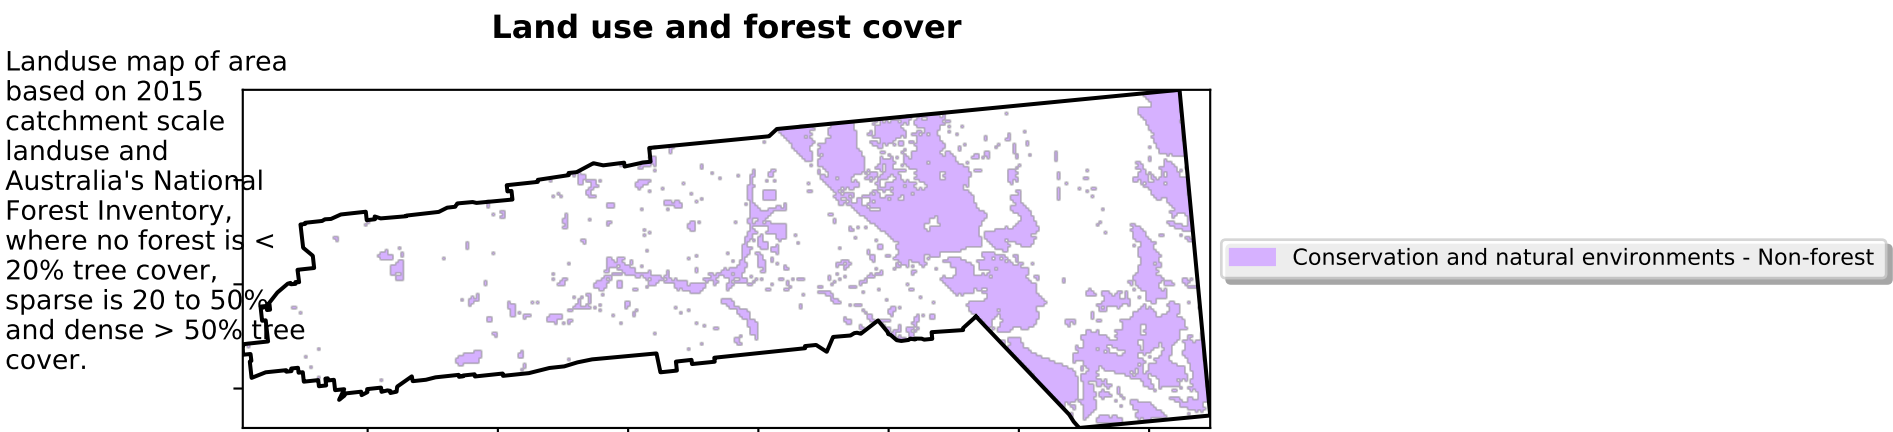 Land use and forest cover
Landuse map of area
based on 2015
catchment scale
landuse and
Australia's National
Forest Inventory,
where no forest is <
20% tree cover,
sparse is 20 to 50%
and dense > 50% tree
cover.
Conservation and natural environments - Non-forest